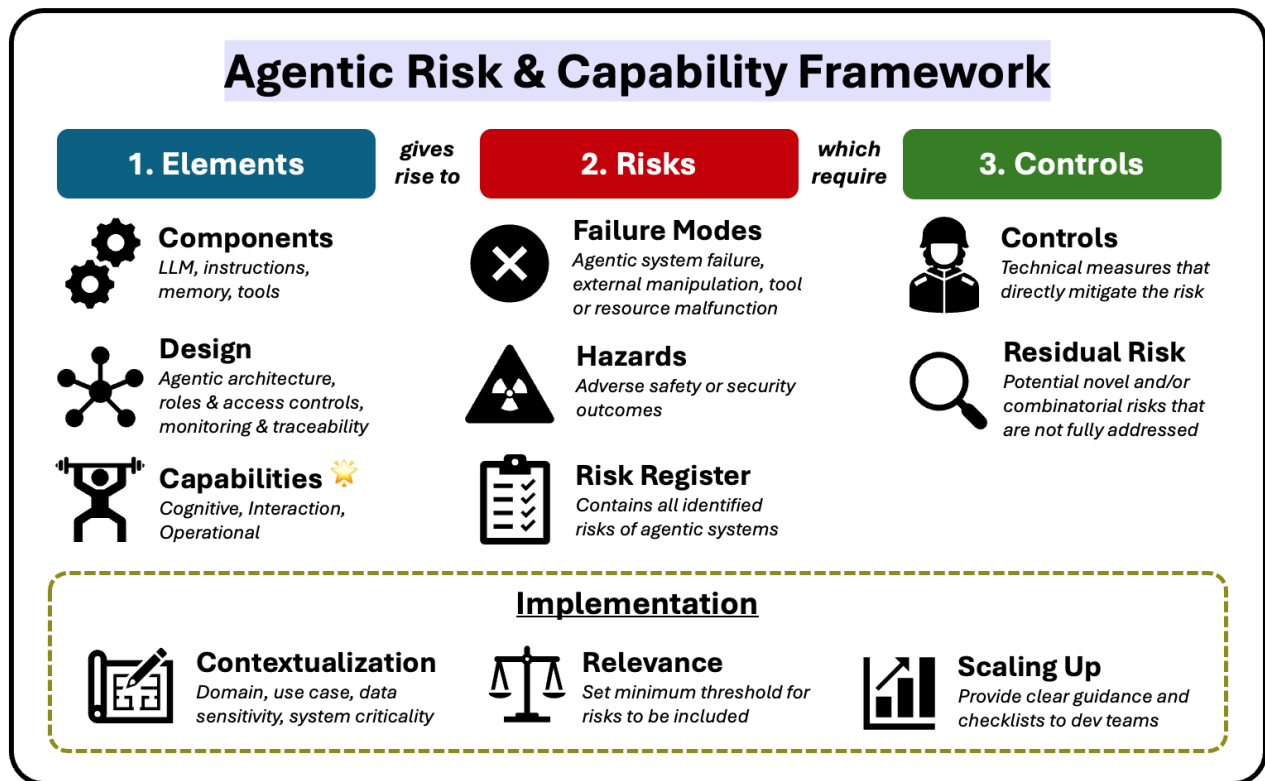 Agentic Risk & Capability Framework
1. Elements
gives
rise to
2. Risks
which
require
3. Controls
Components
LLM, instructions,
memory, tools
Design
Agentic architecture,
roles & access controls,
monitoring & traceability
Capabilities
Cognitive, Interaction,
Operational
Failure Modes
Agentic system failure,
external manipulation, tool
or resource malfunction
Hazards
Adverse safety or security
outcomes
Risk Register
Contains all identified
risks of agentic systems
Controls
Technical measures that
directly mitigate the risk
Residual Risk
Potential novel and/or
combinatorial risks that
are not fully addressed
Implementation
Contextualization
Domain, use case, data
sensitivity, system criticality
Relevance
Set minimum threshold for
risks to be included
Scaling Up
Provide clear guidance and
checklists to dev teams